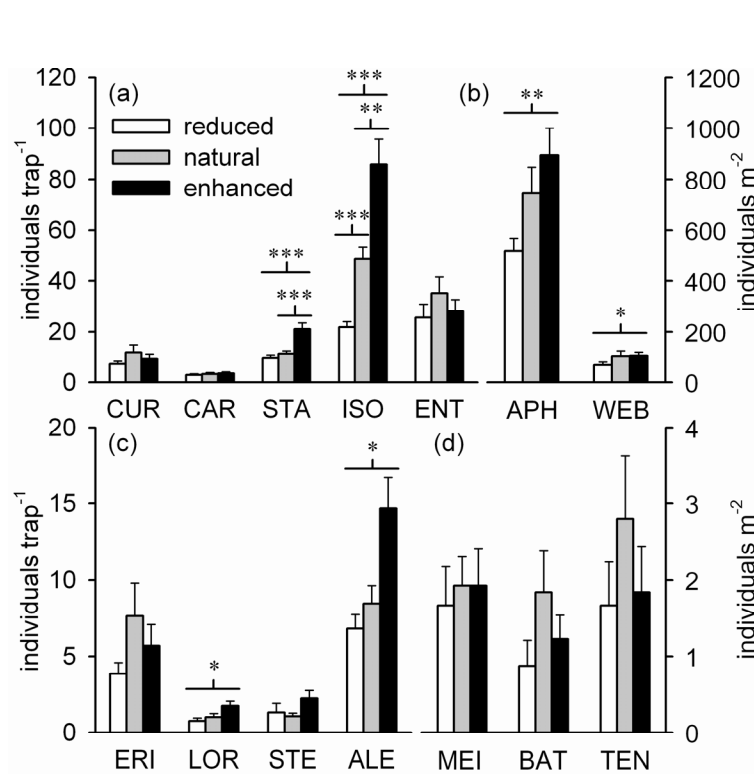 120 (a) *** (b) 1200
100 reduced ** ** 1000
80 natural 800
60 enhanced *** 600
40 *** 400
20 *** * 200
0 0
individuals trap-1
individuals m-2
CUR CAR STA ISO ENT APH WEB
20 (c) * (d) 4
15 3
10 2
5 * 1
0 0
individuals trap-1
individuals m-2
ERI LOR STE ALE MEI BAT TEN